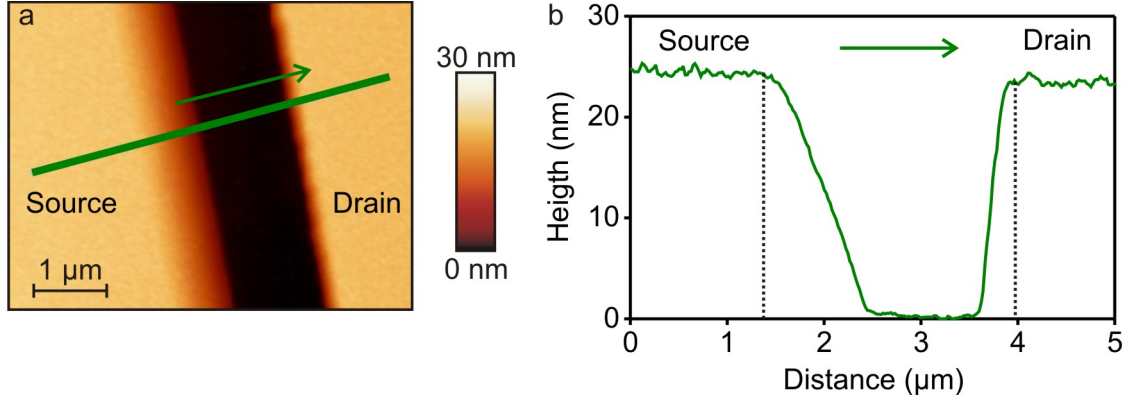 a
Source
Drain
1 µm
30 nm
0 nm
b
Source
Drain
Heigth (nm)
30
20
10
0
0 1 2 3 4 5
Distance (µm)